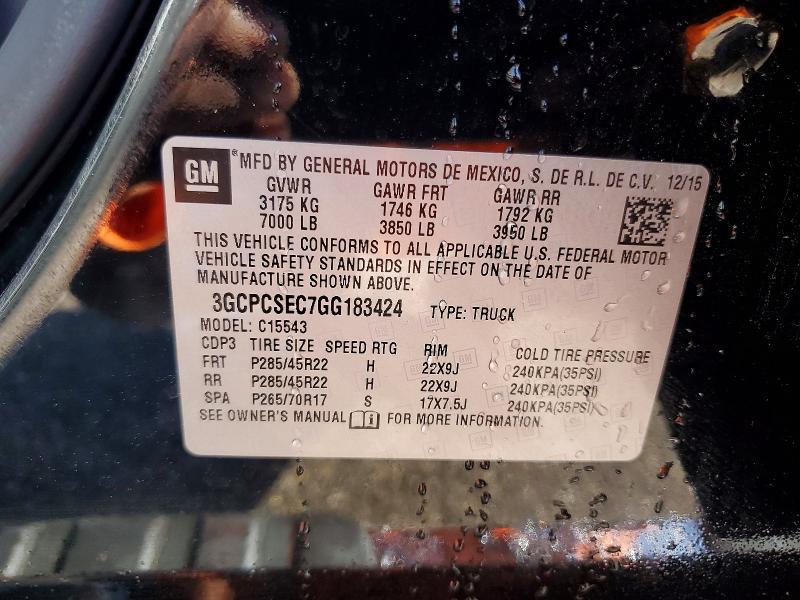 GM ®MFD BY GENERAL MOTORS DE MEXICO, S. DE R.L. DE C.V. 12/15
GVWR GAWR FRT GAWR RR
3175 KG 1746 KG 1792 KG
7000 LB 3850 LB 3950 LB
THIS VEHICLE CONFORMS TO ALL APPLICABLE U.S. FEDERAL MOTOR
VEHICLE SAFETY STANDARDS IN EFFECT ON THE DATE OF
MANUFACTURE SHOWN ABOVE.
3GCPCSEC7GG183424 TYPE: TRUCK
MODEL: C15543
CDP3 TIRE SIZE SPEED RTG RIM COLD TIRE PRESSURE
FRT P285/45R22 H 22X9J 240KPA(35PSI)
RR P285/45R22 H 22X9J 240KPA(35PSI)
SPA P265/70R17 S 17X7.5J 240KPA(35PSI)
SEE OWNER'S MANUAL FOR MORE INFORMATION.